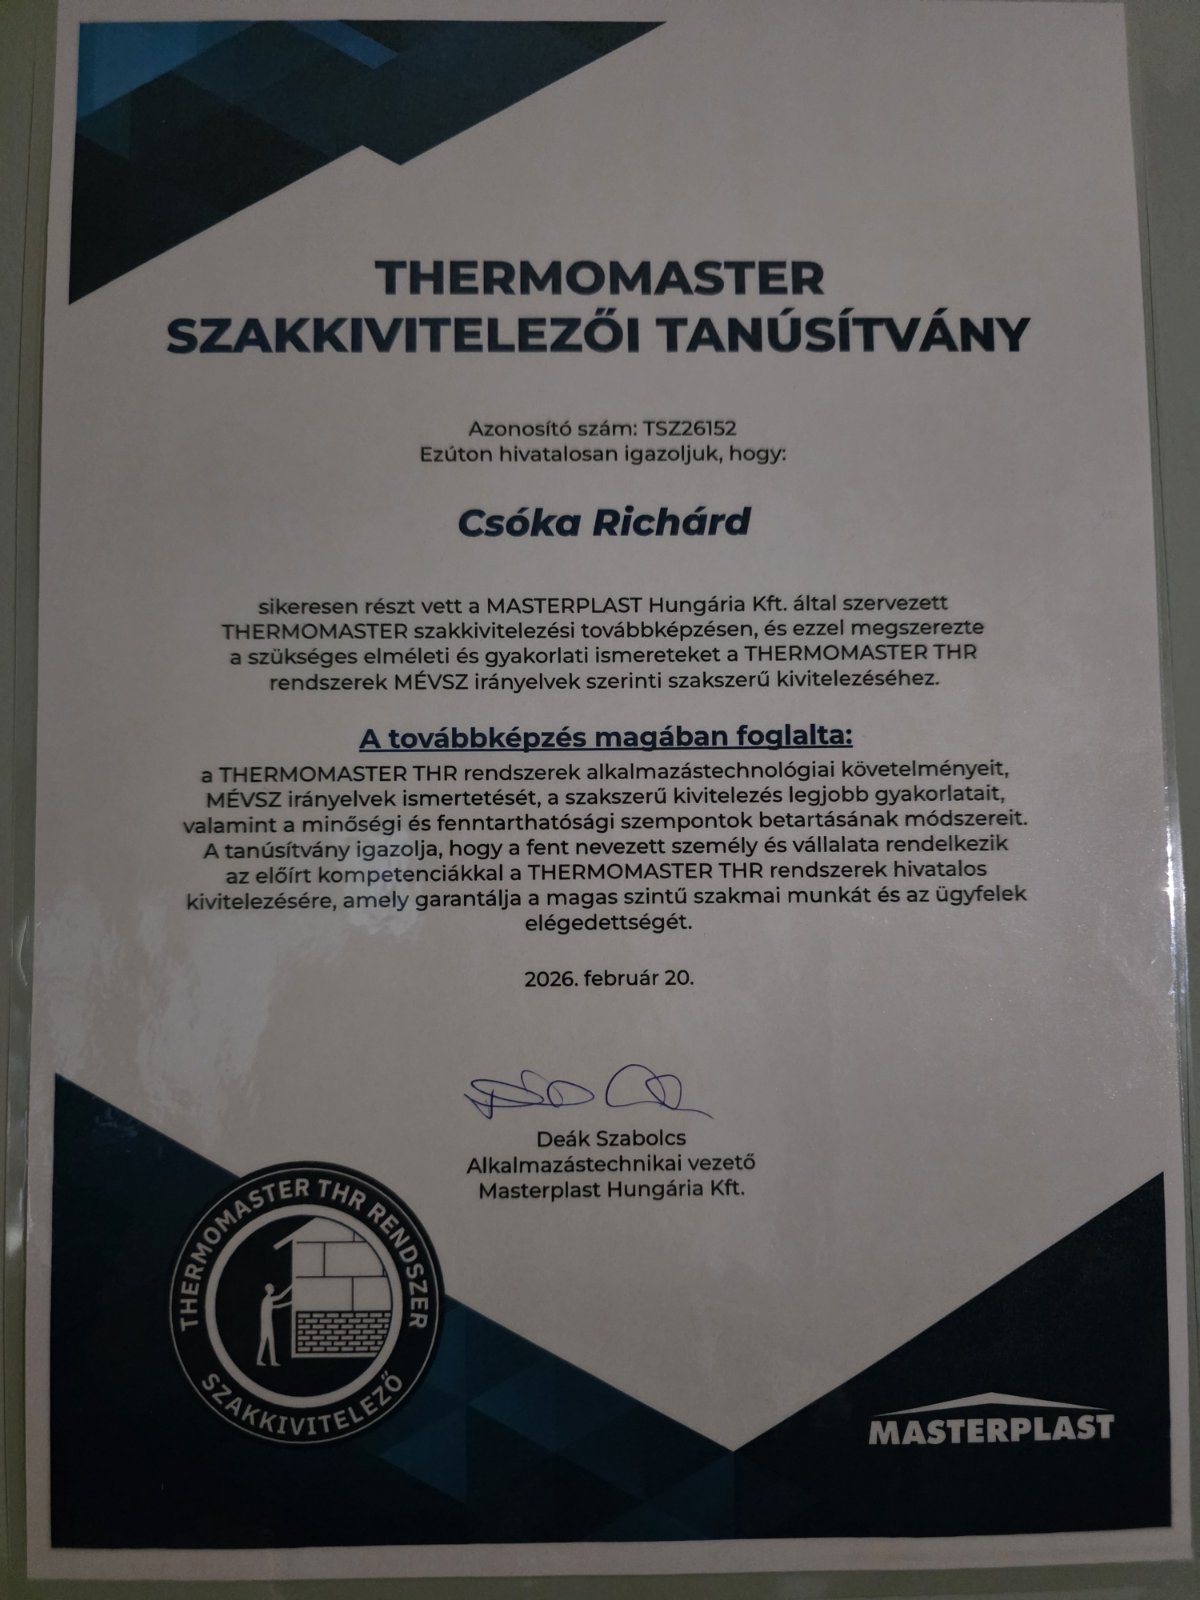 THERMOMASTER
SZAKKIVITELEZŐI TANÚSÍTVÁNY
Azonosító szám: TSZ26152
Ezúton hivatalosan igazoljuk, hogy:
Csóka Richárd
sikeresen részt vett a MASTERPLAST Hungária Kft. által szervezett
THERMOMASTER szakkivitelezési továbbképzésen, és ezzel megszerezte
a szükséges elméleti és gyakorlati ismereteket a THERMOMASTER THR
rendszerek MÉVSZ irányelvek szerinti szakszerű kivitelezéséhez.
A továbbképzés magában foglalta:
a THERMOMASTER THR rendszerek alkalmazástechnológiai követelményeit,
MÉVSZ irányelvek ismertetését, a szakszerű kivitelezés legjobb gyakorlatait,
valamint a minőségi és fenntarthatósági szempontok betartásának módszereit.
A tanúsítvány igazolja, hogy a fent nevezett személy és vállalata rendelkezik
az előírt kompetenciákkal a THERMOMASTER THR rendszerek hivatalos
kivitelezésére, amely garantálja a magas szintű szakmai munkát és az ügyfelek
elégedettségét.
2026. február 20.
Deák Szabolcs
Alkalmazástechnikai vezető
Masterplast Hungária Kft.
THERMOMASTER THR RENDSZER
SZAKKIVITELEZŐ
MASTERPLAST